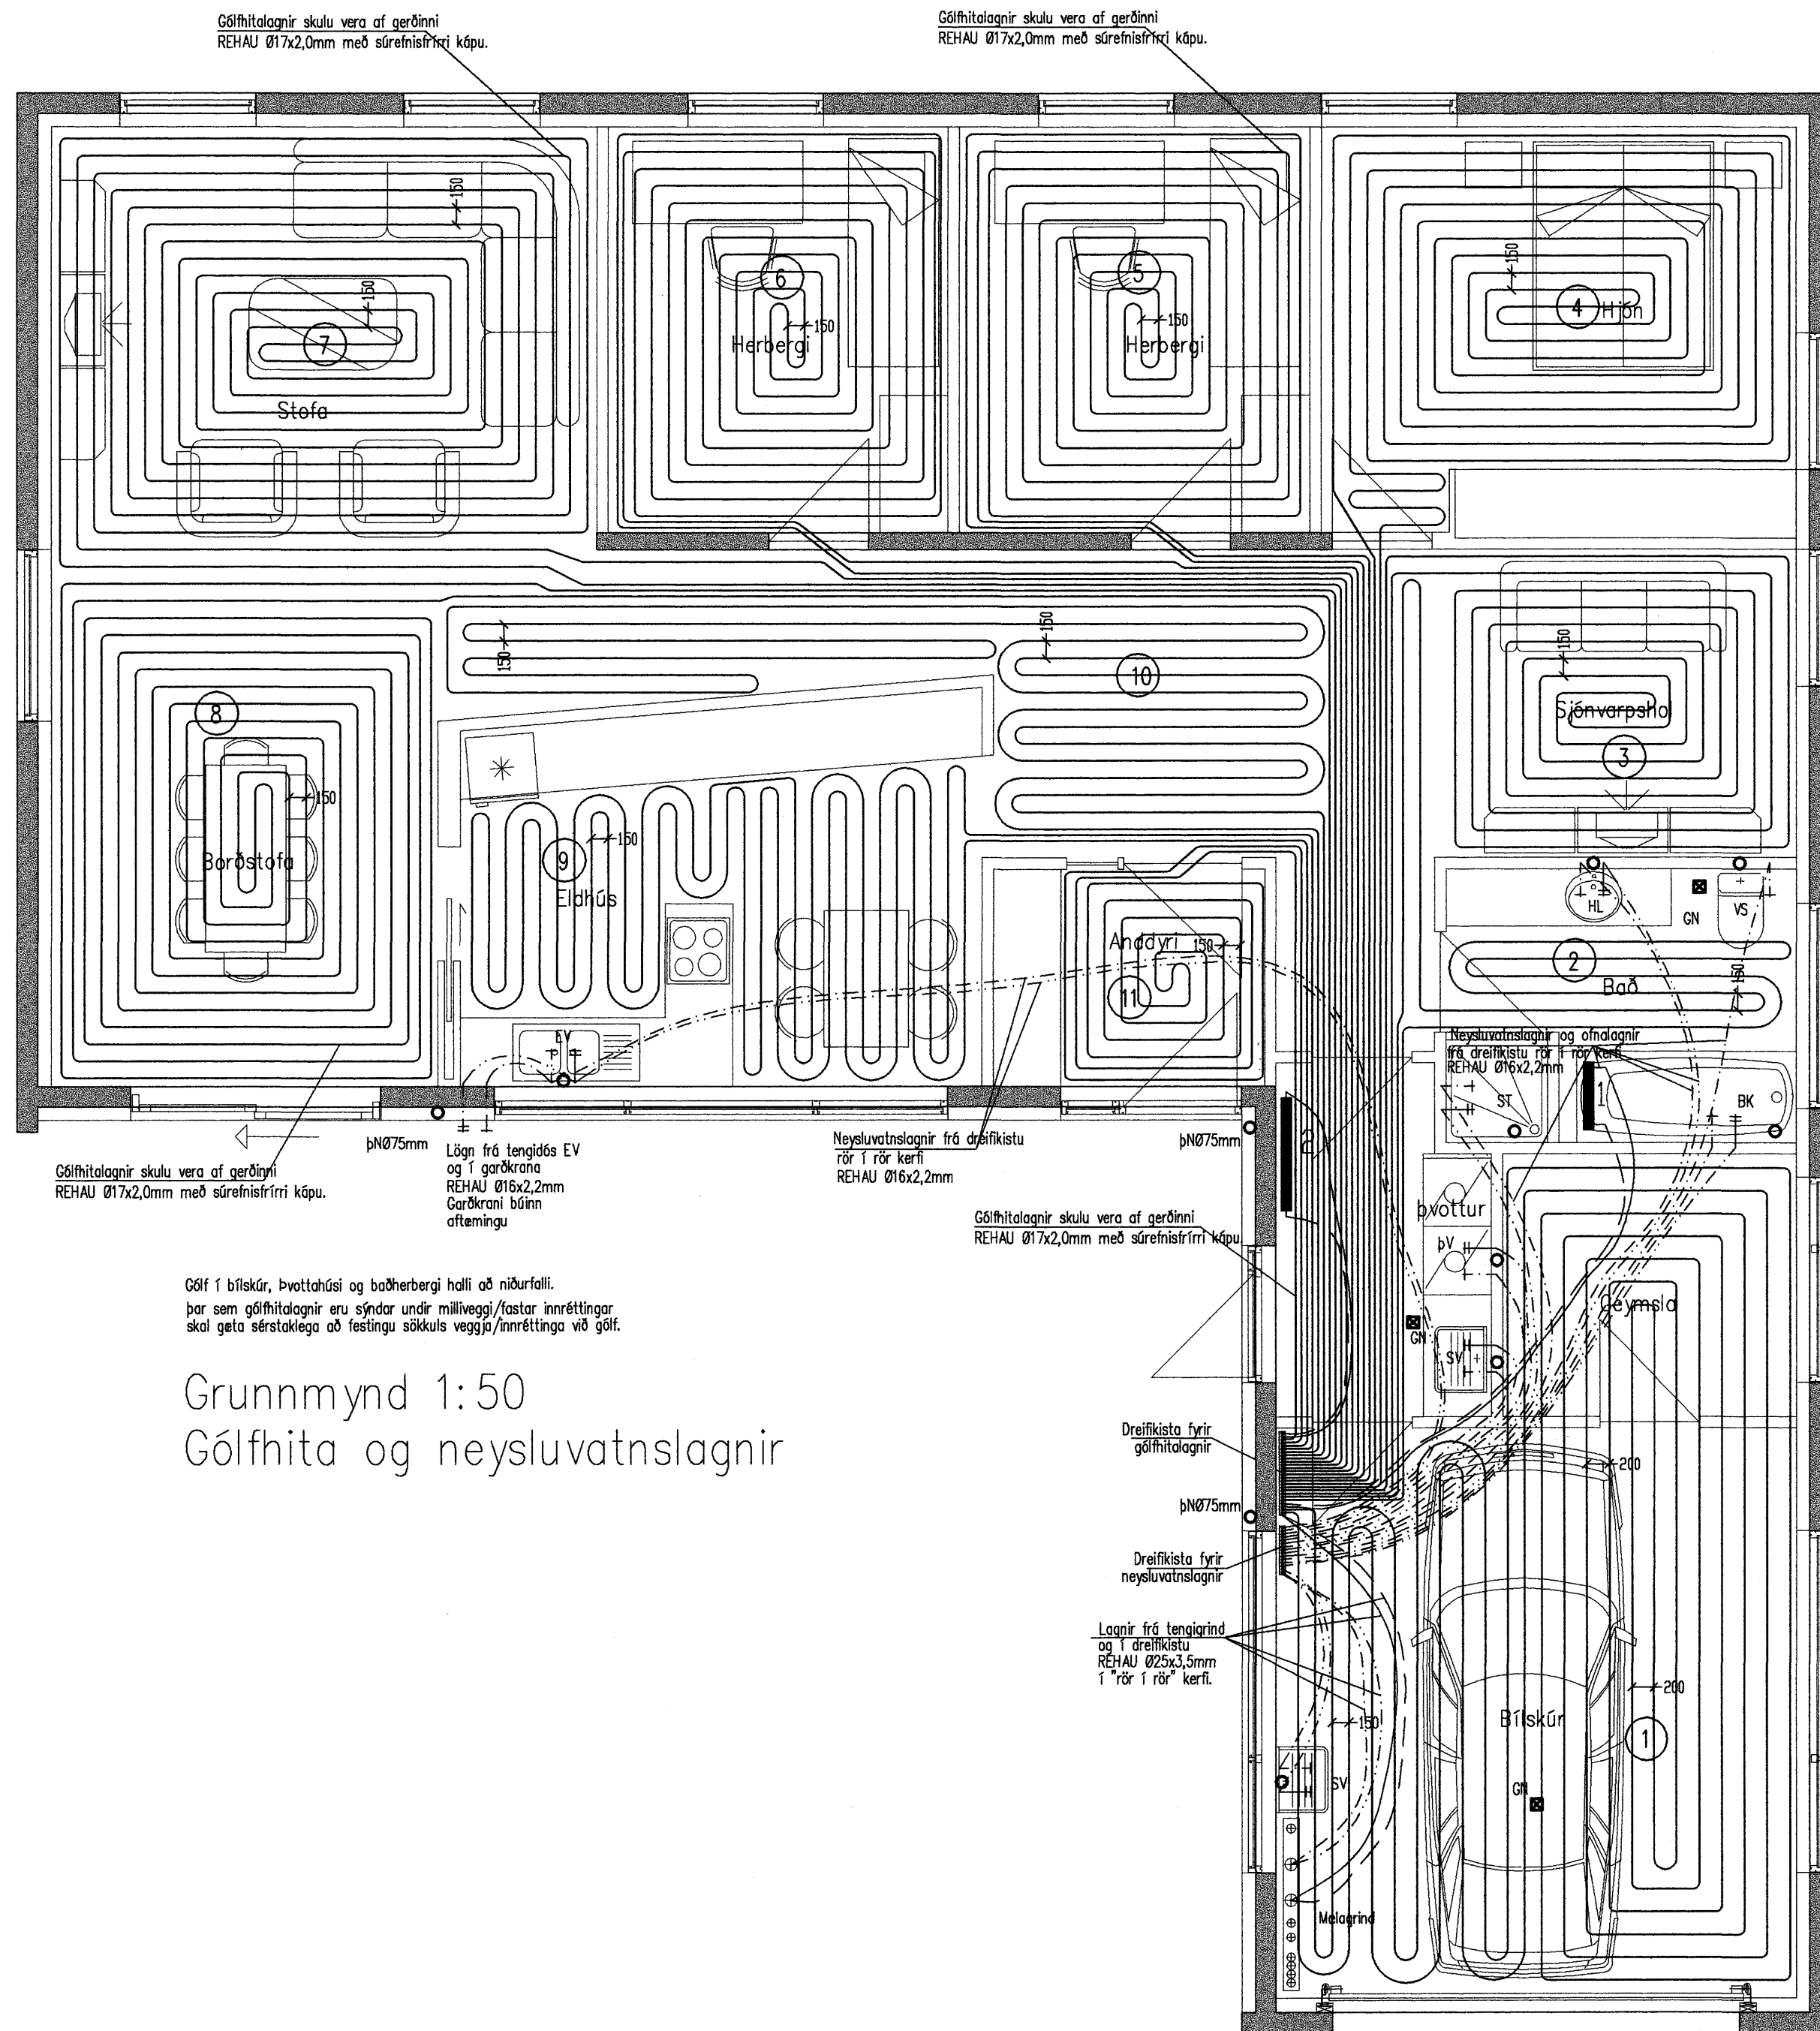 Gólfhitalagnir skulu vera af gerðinni
REHAU Ø17x2,0mm með súrefnisfrírri kápu.
Gólfhitalagnir skulu vera af gerðinni
REHAU Ø17x2,0mm með súrefnisfrírri kápu.
150
150
7
Stofa
6
150
Herbergi
5
150
Herbergi
150
4
Hjón
150
150
10
150
Sjónvarpshol
3
8
150
Borðstofa
9
150
Eldhús
Anddyri
150
11
HL
GN
VS
2
Bað
150
EV
Neysluvatnslagnir og ofnalagnir
frá dreifikistu rör í rör kerfi
REHAU Ø16x2,2mm
ST
1
BK
þNØ75mm
Lögn frá tengidós EV
og í garðkrana
REHAU Ø16x2,2mm
Garðkrani búinn
aftæmingu
Neysluvatnslagnir frá dreifikistu
rör í rör kerfi
REHAU Ø16x2,2mm
þNØ75mm
2
Gólfhitalagnir skulu vera af gerðinni
REHAU Ø17x2,0mm með súrefnisfrírri kápu.
Gólfhitalagnir skulu vera af gerðinni
REHAU Ø17x2,0mm með súrefnisfrírri kápu.
þvottur
þV
Geymsla
GN
SV
Gólf í bílskúr, Þvottahúsi og baðherbergi halli að niðurfalli.
þar sem gólfhitalagnir eru sýndar undir milliveggi/fastar innréttingar
skal gæta sérstaklega að festingu sökkuls veggja/innréttinga við gólf.
Grunnmynd 1:50
Gólfhita og neysluvatnslagnir
Dreifikista fyrir
gólfhitalagnir
200
þNØ75mm
Dreifikista fyrir
neysluvatnslagnir
Lagnir frá tengigrind
og í dreifikistu
REHAU Ø25x3,5mm
í "rör í rör" kerfi.
200
150
Bílskúr
1
SV
GN
Mælagrind